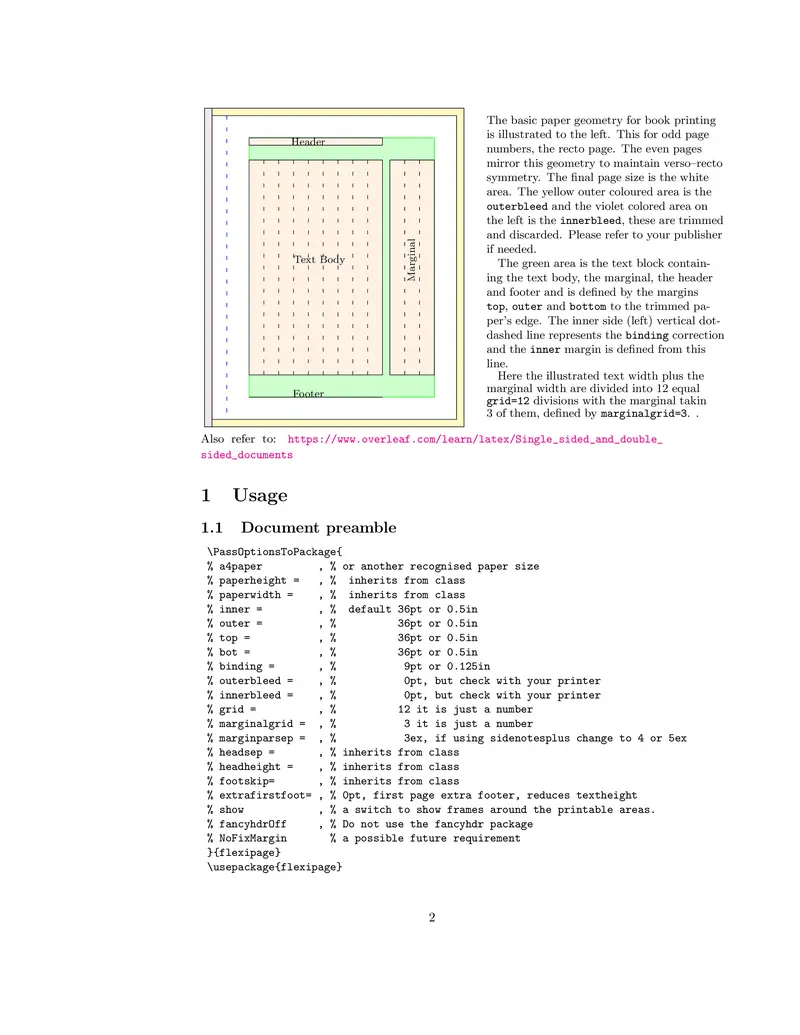 Header
Text Body
Marginal
Footer
The basic paper geometry for book printing
is illustrated to the left. This for odd page
numbers, the recto page. The even pages
mirror this geometry to maintain verso–recto
symmetry. The final page size is the white
area. The yellow outer coloured area is the
outerbleed and the violet colored area on
the left is the innerbleed, these are trimmed
and discarded. Please refer to your publisher
if needed.
The green area is the text block contain-
ing the text body, the marginal, the header
and footer and is defined by the margins
top, outer and bottom to the trimmed pa-
per's edge. The inner side (left) vertical dot-
dashed line represents the binding correction
and the inner margin is defined from this
line.
Here the illustrated text width plus the
marginal width are divided into 12 equal
grid=12 divisions with the marginal takin
3 of them, defined by marginalgrid=3. .
Also refer to: https://www.overleaf.com/learn/latex/Single_sided_and_double_
sided_documents
1 Usage
1.1 Document preamble
\PassOptionsToPackage{
% a4paper , % or another recognised paper size
% paperheight = , % inherits from class
% paperwidth = , % inherits from class
% inner = , % default 36pt or 0.5in
% outer = , % 36pt or 0.5in
% top = , % 36pt or 0.5in
% bot = , % 36pt or 0.5in
% binding = , % 9pt or 0.125in
% outerbleed = , % 0pt, but check with your printer
% innerbleed = , % 0pt, but check with your printer
% grid = , % 12 it is just a number
% marginalgrid = , % 3 it is just a number
% marginparsep = , % 3ex, if using sidenotesplus change to 4 or 5ex
% headsep = , % inherits from class
% headheight = , % inherits from class
% footskip= , % inherits from class
% extrafirstfoot= , % 0pt, first page extra footer, reduces textheight
% show , % a switch to show frames around the printable areas.
% fancyhdrOff , % Do not use the fancyhdr package
% NoFixMargin % a possible future requirement
}{flexipage}
\usepackage{flexipage}
2